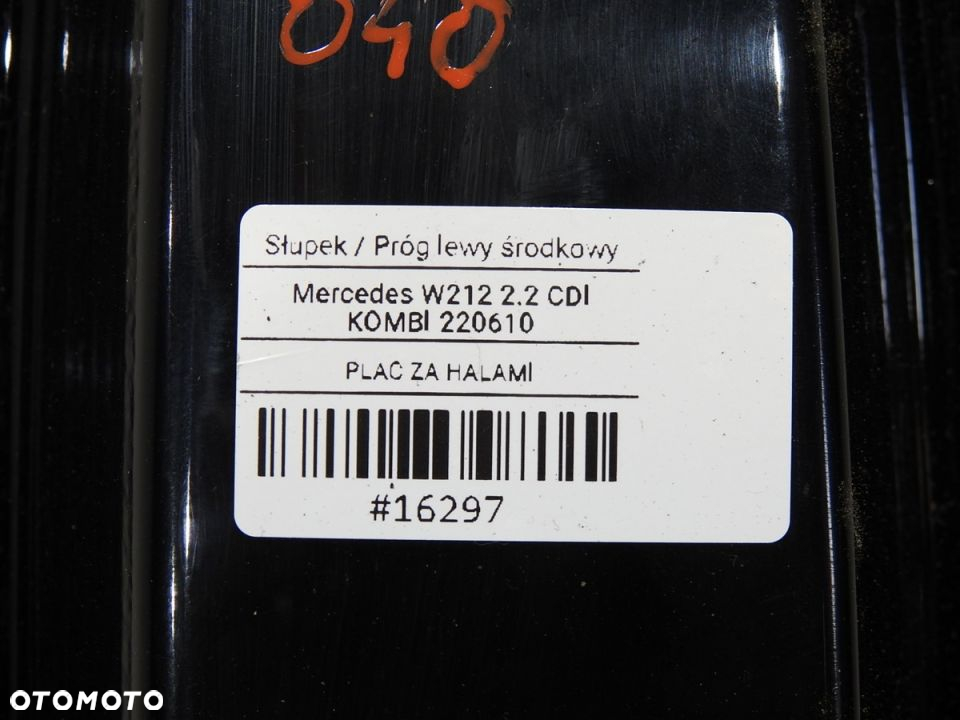 040
Słupek / Próg lewy środkowy
Mercedes W212 2.2 CDI
KOMBI 220610
PLAC ZA HALAMI
#16297
OTOMOTO